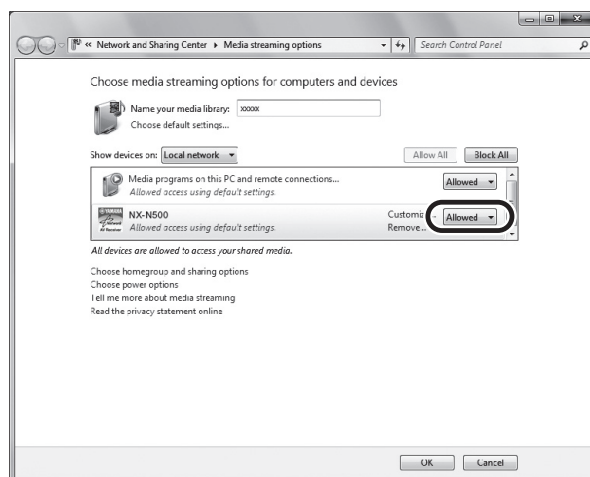 « Network and Sharing Center ▸ Media streaming options
Search Control Panel
Choose media streaming options for computers and devices
Name your media library: xxxxx
Choose default settings...
Show devices on: Local network
Allow All Block All
Media programs on this PC and remote connections...
Allowed access using default settings.
Allowed
YAMAHA
Network
AV Receiver
NX-N500
Allowed access using default settings.
Remove...
Allowed
All devices are allowed to access your shared media.
Choose homegroup and sharing options
Choose power options
Tell me more about media streaming
Read the privacy statement online
OK Cancel